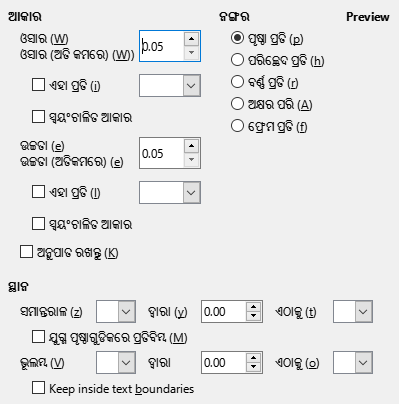 ଆକାର
ଓସାର (W)
ଓସାର (ଅତି କମରେ) (W))
0.05
ଏହା ପ୍ରତି (i)
ସ୍ୱୟଂଚାଳିତ ଆକାର
ଉଚ୍ଚତା (e)
ଉଚ୍ଚତା (ଅତିକମରେ) (e)
0.05
ଏହା ପ୍ରତି (l)
ସ୍ୱୟଂଚାଳିତ ଆକାର
ଅନୁପାତ ରଖନ୍ତୁ (K)
ନଙ୍ଗର
ପୃଷ୍ଠା ପ୍ରତି (p)
ପରିଚ୍ଛେଦ ପ୍ରତି (h)
ବର୍ଣ୍ଣ ପ୍ରତି (r)
ଅକ୍ଷର ପରି (A)
ଫ୍ରେମ ପ୍ରତି (f)
Preview
ସ୍ଥାନ
ସମାନ୍ତରାଳ (z) ଦ୍ୱାରା (y) 0.00 ଏଠାକୁ (t)
ଯୁଗ୍ମ ପୃଷ୍ଠାଗୁଡିକରେ ପ୍ରତିବିମ୍ବ (M)
ଭୂଲମ୍ବ (V) ଦ୍ୱାରା 0.00 ଏଠାକୁ (o)
Keep inside text boundaries